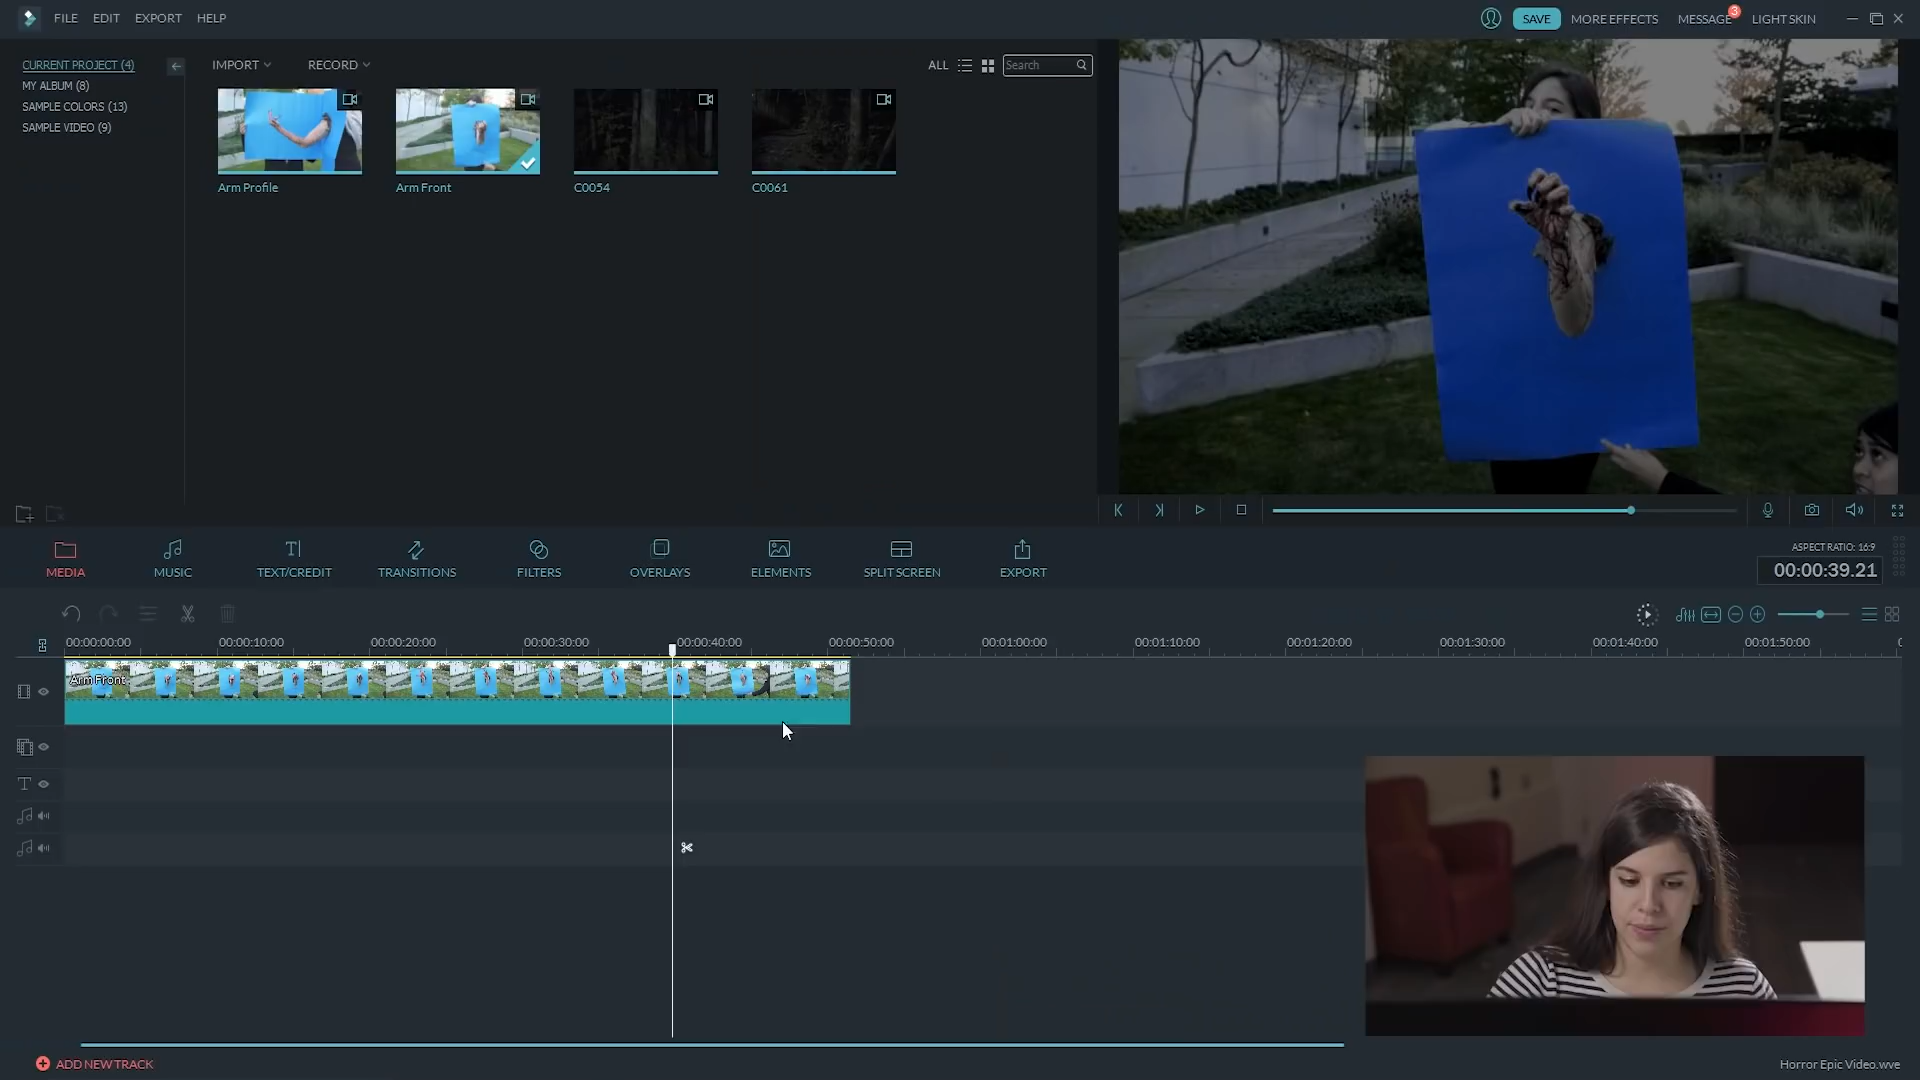 FILE EDIT EXPORT HELP
SAVE MORE EFFECTS MESSAGE 3 LIGHT SKIN
CURRENT PROJECT (4)
MY ALBUM (8)
SAMPLE COLORS (13)
SAMPLE VIDEO (9)
IMPORT RECORD ALL Search
Arm Profile Arm Front C0054 C0061
MEDIA MUSIC TEXT/CREDIT TRANSITIONS FILTERS OVERLAYS ELEMENTS SPLIT SCREEN EXPORT
ASPECT RATIO: 16:9
00:00:39.21
00:00:00:00 00:00:10:00 00:00:20:00 00:00:30:00 00:00:40:00 00:00:50:00 00:01:00:00 00:01:10:00 00:01:20:00 00:01:30:00 00:01:40:00 00:01:50:00
Arm Front
ADD NEW TRACK
Horror Epic Video.wve